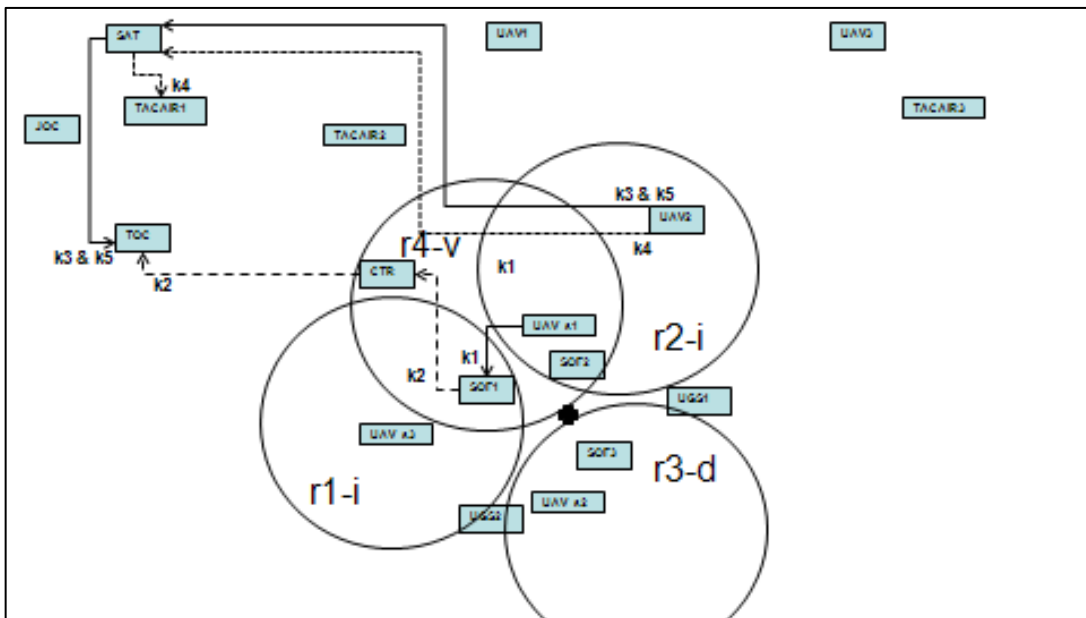 SAT
UAV1
UAV3
k4
TACAIR1
TACAIR3
JOC
TACAIR2
k3 & k5
UAV2
TOC
r4-v
k4
k3 & k5
k1
CTR
k2
UAV a1
r2-i
k1
SOF2
k2
SOF1
UGS1
UAV a3
SOF3
r3-d
r1-i
UAV a2
UGS2